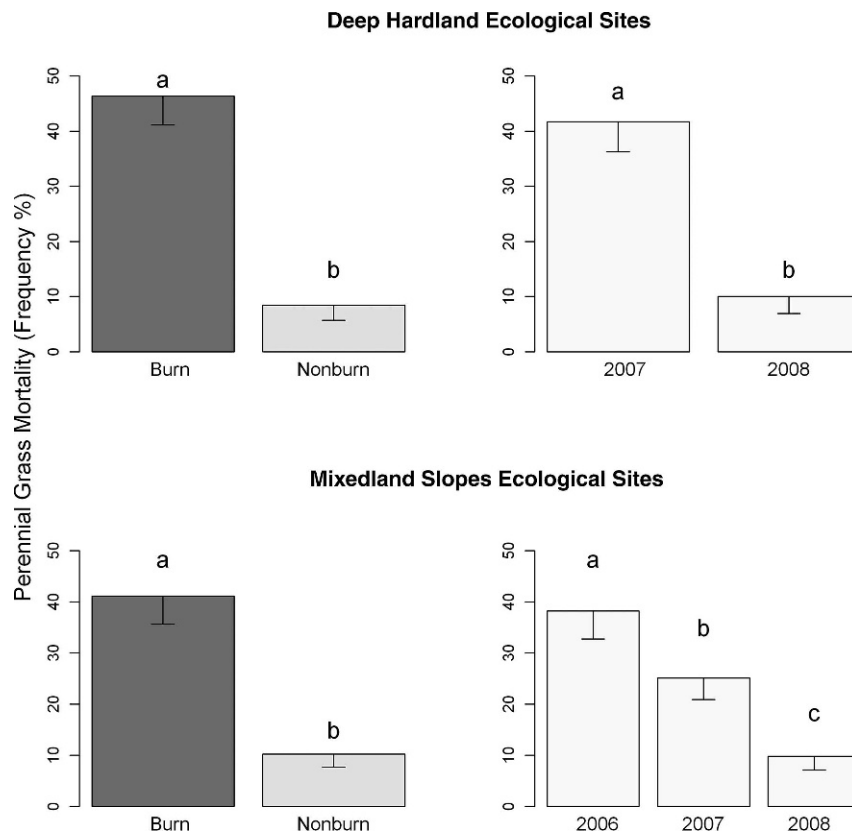 Deep Hardland Ecological Sites
Perennial Grass Mortality (Frequency %)
50
40
30
20
10
0
a
b
Burn
Nonburn
50
40
30
20
10
0
a
b
2007
2008
Mixedland Slopes Ecological Sites
50
40
30
20
10
0
a
b
Burn
Nonburn
50
40
30
20
10
0
a
b
c
2006
2007
2008